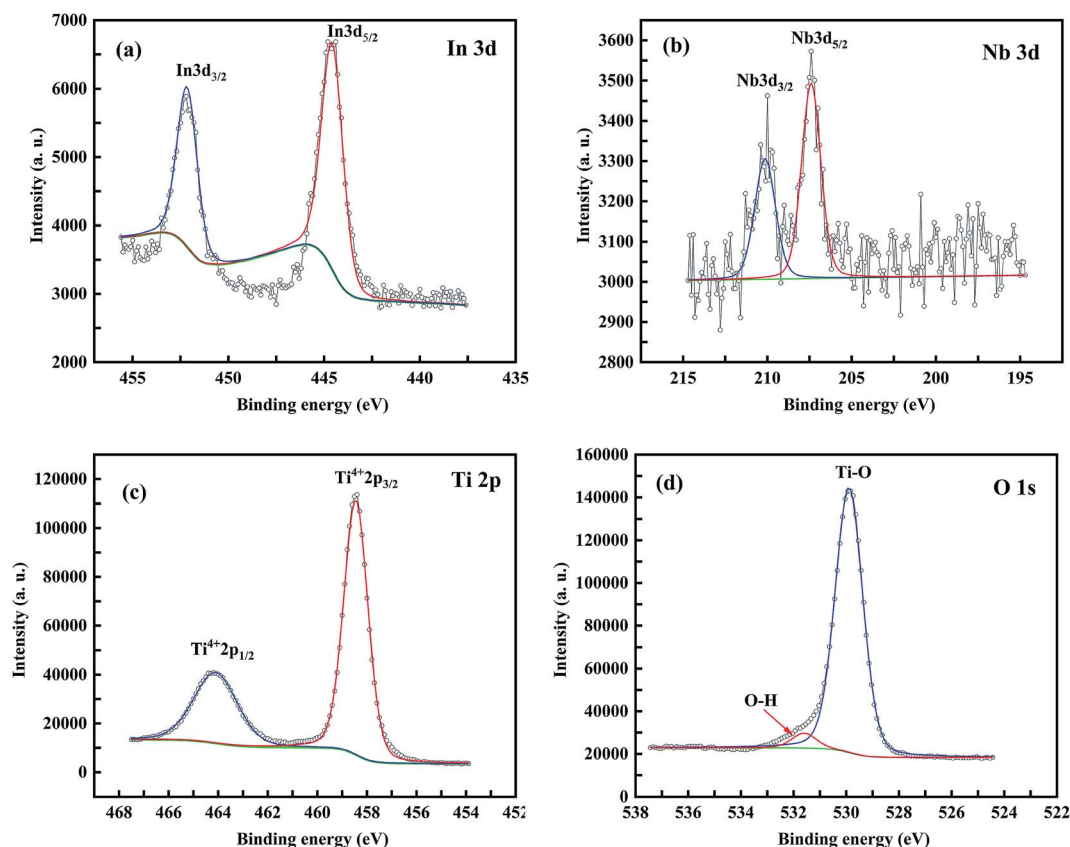 (a)
In3d3/2
In3d5/2
In 3d
7000
6000
5000
4000
3000
2000
Intensity (a. u.)
455
450
445
440
435
Binding energy (eV)
(b)
Nb3d3/2
Nb3d5/2
Nb 3d
3600
3500
3400
3300
3200
3100
3000
2900
2800
Intensity (a. u.)
215
210
205
200
195
Binding energy (eV)
(c)
Ti4+2p1/2
Ti4+2p3/2
Ti 2p
120000
100000
80000
60000
40000
20000
0
Intensity (a. u.)
468
466
464
462
460
458
456
454
452
Binding energy (eV)
(d)
Ti-O
O-H
O 1s
160000
140000
120000
100000
80000
60000
40000
20000
0
Intensity (a. u.)
538
536
534
532
530
528
526
524
522
Binding energy (eV)